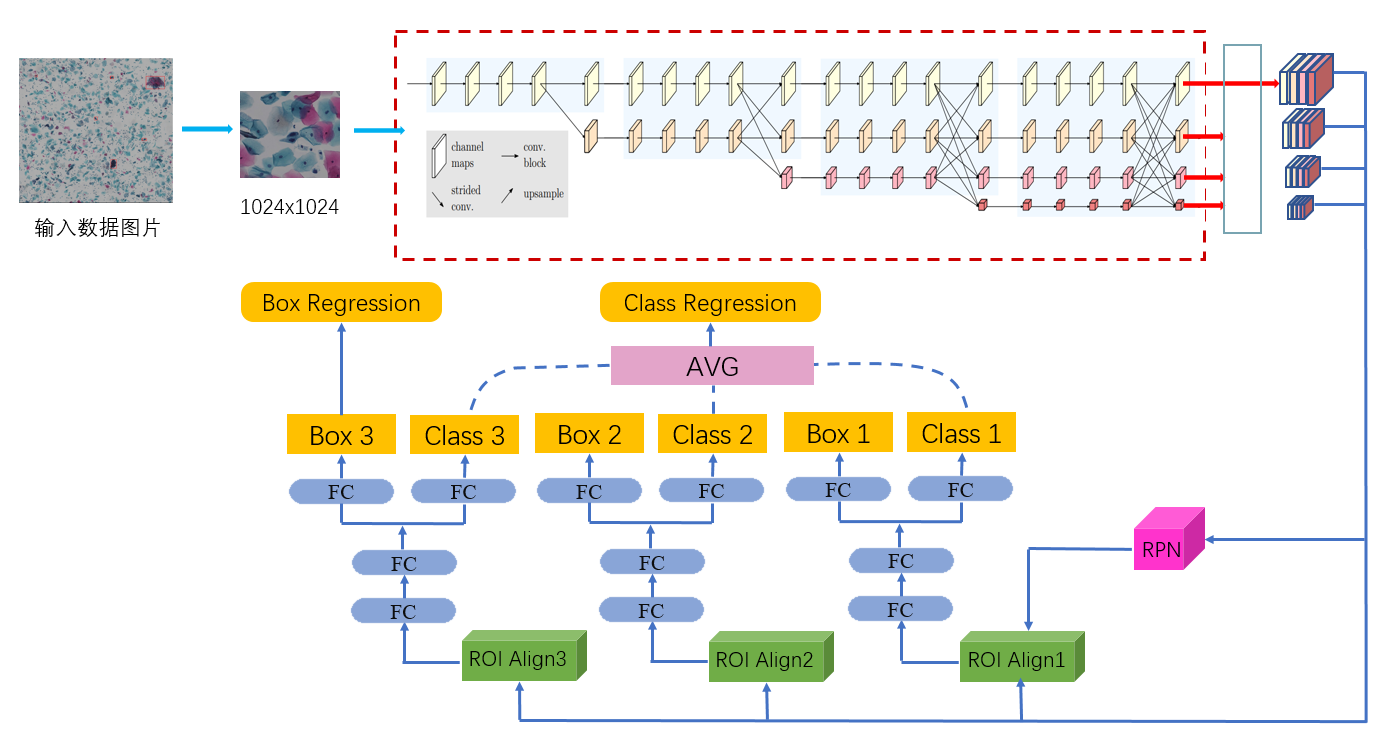 channel
maps
conv.
block
strided
conv.
upsample
1024x1024
输入数据图片
Box Regression
Class Regression
AVG
Box 3
Class 3
Box 2
Class 2
Box 1
Class 1
FC
FC
FC
FC
FC
FC
FC
FC
FC
FC
FC
FC
RPN
ROI Align3
ROI Align2
ROI Align1